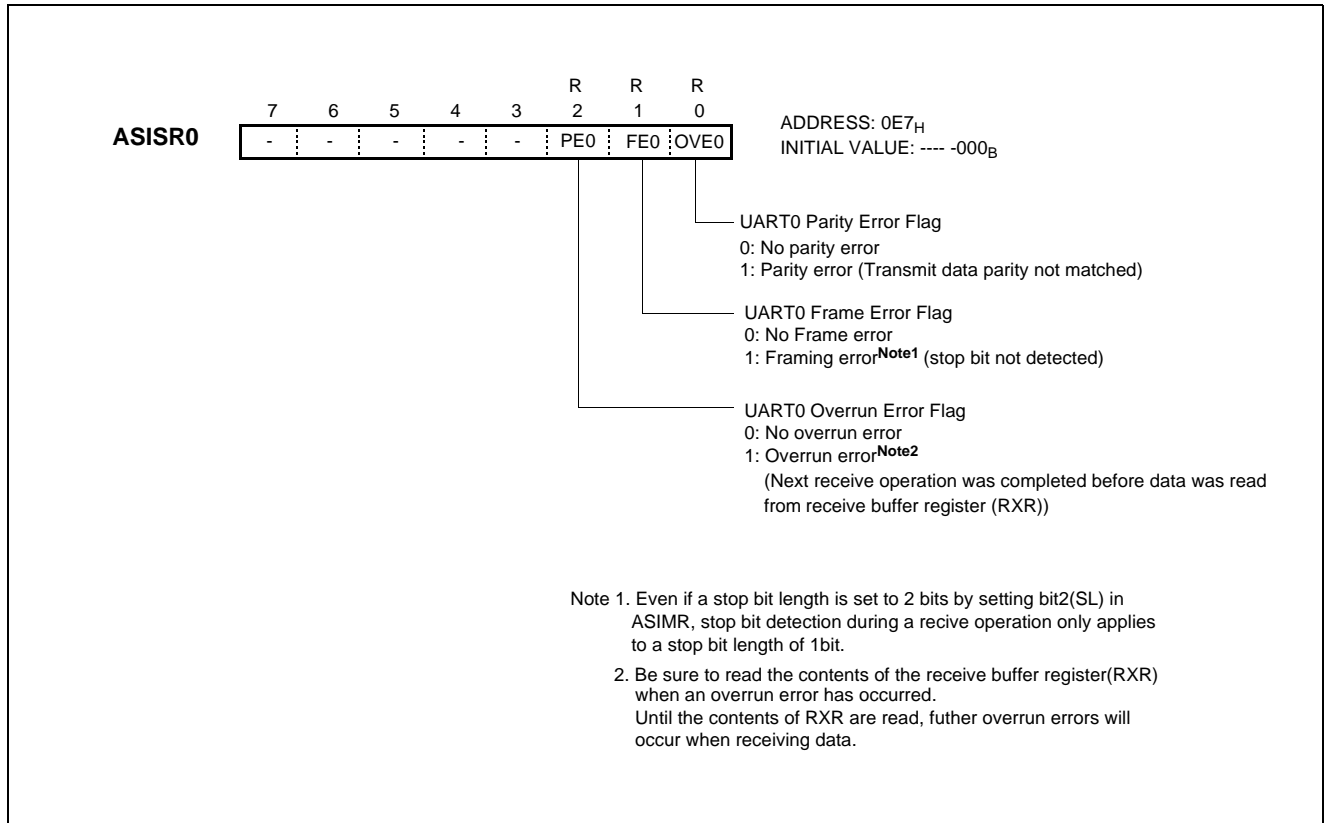 R R R
7 6 5 4 3 2 1 0
ASISR0 - - - - - PE0 FE0 OVE0
ADDRESS: 0E7H
INITIAL VALUE: ---- -000B
UART0 Parity Error Flag
0: No parity error
1: Parity error (Transmit data parity not matched)
UART0 Frame Error Flag
0: No Frame error
1: Framing errorNote1 (stop bit not detected)
UART0 Overrun Error Flag
0: No overrun error
1: Overrun errorNote2
(Next receive operation was completed before data was read
from receive buffer register (RXR))
Note 1. Even if a stop bit length is set to 2 bits by setting bit2(SL) in
ASIMR, stop bit detection during a recive operation only applies
to a stop bit length of 1bit.
2. Be sure to read the contents of the receive buffer register(RXR)
when an overrun error has occurred.
Until the contents of RXR are read, futher overrun errors will
occur when receiving data.